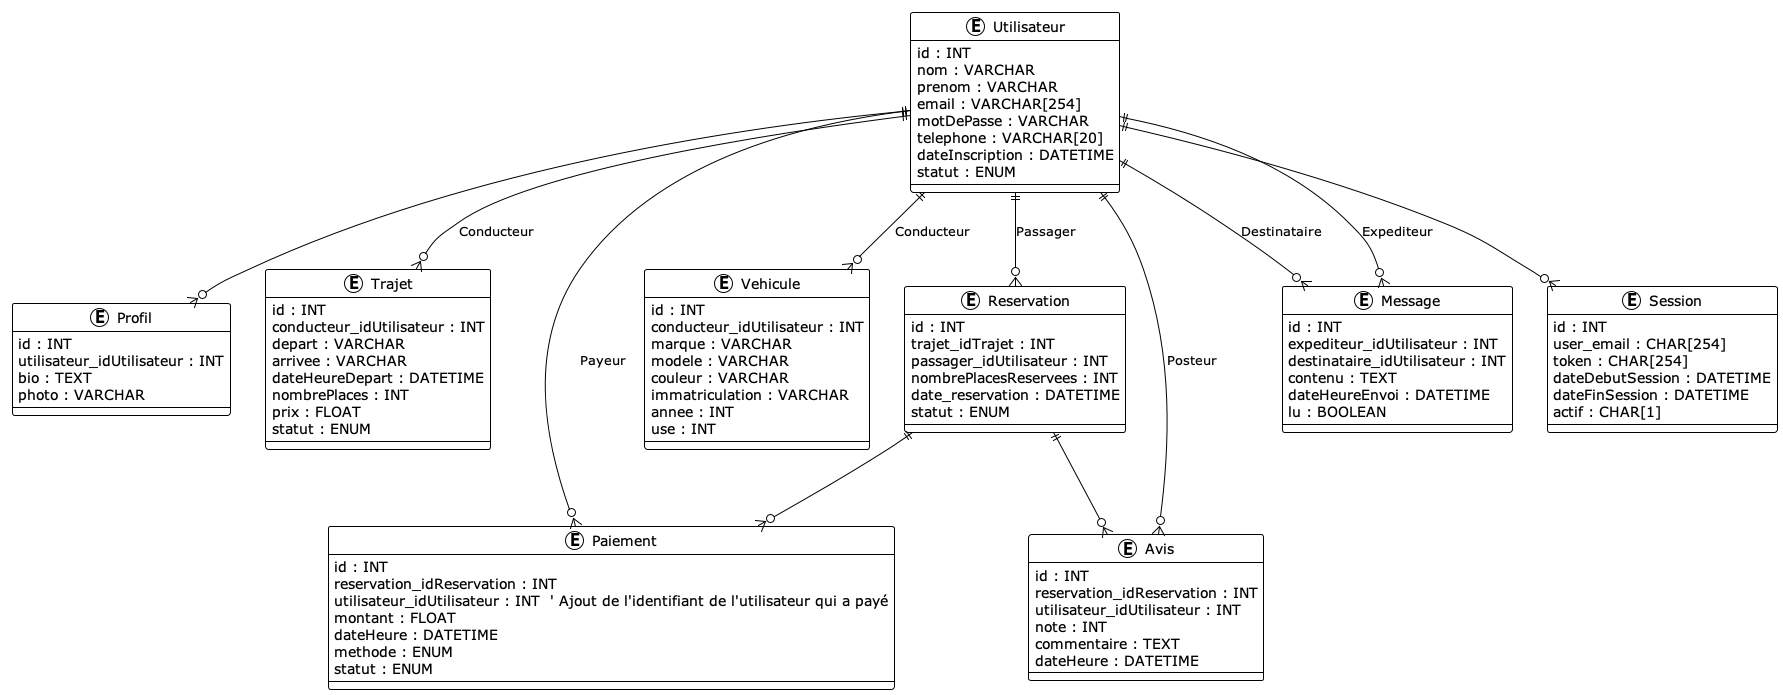 E Utilisateur
id : INT
nom : VARCHAR
prenom : VARCHAR
email : VARCHAR[254]
motDePasse : VARCHAR
telephone : VARCHAR[20]
dateInscription : DATETIME
statut : ENUM
Conducteur
Conducteur
Passager
Destinataire
Expediteur
E Profil
id : INT
utilisateur_idUtilisateur : INT
bio : TEXT
photo : VARCHAR
E Trajet
id : INT
conducteur_idUtilisateur : INT
depart : VARCHAR
arrivee : VARCHAR
dateHeureDepart : DATETIME
nombrePlaces : INT
prix : FLOAT
statut : ENUM
Payeur
E Vehicule
id : INT
conducteur_idUtilisateur : INT
marque : VARCHAR
modele : VARCHAR
couleur : VARCHAR
immatriculation : VARCHAR
annee : INT
use : INT
E Reservation
id : INT
trajet_idTrajet : INT
passager_idUtilisateur : INT
nombrePlacesReservees : INT
date_reservation : DATETIME
statut : ENUM
Posteur
E Message
id : INT
expediteur_idUtilisateur : INT
destinataire_idUtilisateur : INT
contenu : TEXT
dateHeureEnvoi : DATETIME
lu : BOOLEAN
E Session
id : INT
user_email : CHAR[254]
token : CHAR[254]
dateDebutSession : DATETIME
dateFinSession : DATETIME
actif : CHAR[1]
E Paiement
id : INT
reservation_idReservation : INT
utilisateur_idUtilisateur : INT ' Ajout de l'identifiant de l'utilisateur qui a payé
montant : FLOAT
dateHeure : DATETIME
methode : ENUM
statut : ENUM
E Avis
id : INT
reservation_idReservation : INT
utilisateur_idUtilisateur : INT
note : INT
commentaire : TEXT
dateHeure : DATETIME